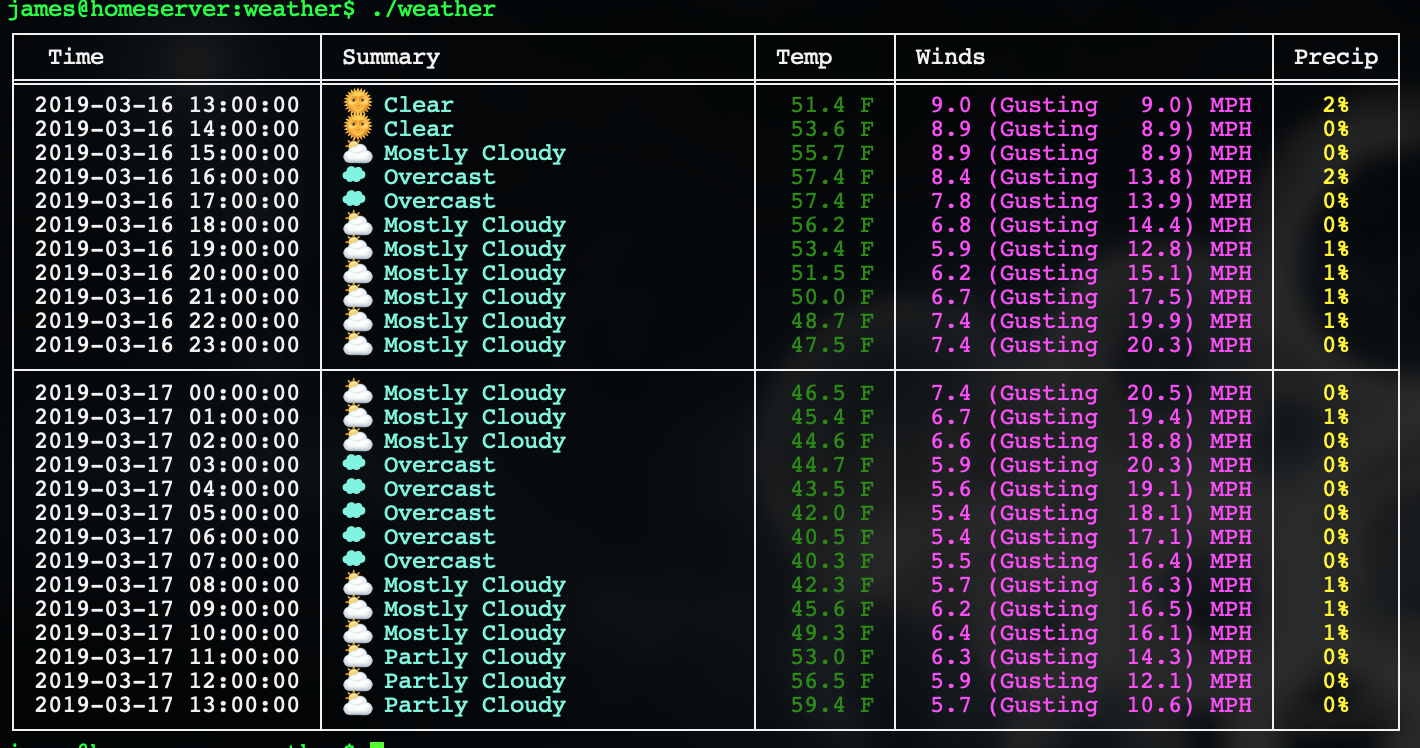 james@homeserver:weather$ ./weather
Time Summary Temp Winds Precip
2019-03-16 13:00:00 Clear 51.4 F 9.0 (Gusting 9.0) MPH 2%
2019-03-16 14:00:00 Clear 53.6 F 8.9 (Gusting 8.9) MPH 0%
2019-03-16 15:00:00 Mostly Cloudy 55.7 F 8.9 (Gusting 8.9) MPH 0%
2019-03-16 16:00:00 Overcast 57.4 F 8.4 (Gusting 13.8) MPH 2%
2019-03-16 17:00:00 Overcast 57.4 F 7.8 (Gusting 13.9) MPH 0%
2019-03-16 18:00:00 Mostly Cloudy 56.2 F 6.8 (Gusting 14.4) MPH 0%
2019-03-16 19:00:00 Mostly Cloudy 53.4 F 5.9 (Gusting 12.8) MPH 1%
2019-03-16 20:00:00 Mostly Cloudy 51.5 F 6.2 (Gusting 15.1) MPH 1%
2019-03-16 21:00:00 Mostly Cloudy 50.0 F 6.7 (Gusting 17.5) MPH 1%
2019-03-16 22:00:00 Mostly Cloudy 48.7 F 7.4 (Gusting 19.9) MPH 1%
2019-03-16 23:00:00 Mostly Cloudy 47.5 F 7.4 (Gusting 20.3) MPH 0%
2019-03-17 00:00:00 Mostly Cloudy 46.5 F 7.4 (Gusting 20.5) MPH 0%
2019-03-17 01:00:00 Mostly Cloudy 45.4 F 6.7 (Gusting 19.4) MPH 1%
2019-03-17 02:00:00 Mostly Cloudy 44.6 F 6.6 (Gusting 18.8) MPH 0%
2019-03-17 03:00:00 Overcast 44.7 F 5.9 (Gusting 20.3) MPH 0%
2019-03-17 04:00:00 Overcast 43.5 F 5.6 (Gusting 19.1) MPH 0%
2019-03-17 05:00:00 Overcast 42.0 F 5.4 (Gusting 18.1) MPH 0%
2019-03-17 06:00:00 Overcast 40.5 F 5.4 (Gusting 17.1) MPH 0%
2019-03-17 07:00:00 Overcast 40.3 F 5.5 (Gusting 16.4) MPH 0%
2019-03-17 08:00:00 Mostly Cloudy 42.3 F 5.7 (Gusting 16.3) MPH 1%
2019-03-17 09:00:00 Mostly Cloudy 45.6 F 6.2 (Gusting 16.5) MPH 1%
2019-03-17 10:00:00 Mostly Cloudy 49.3 F 6.4 (Gusting 16.1) MPH 1%
2019-03-17 11:00:00 Partly Cloudy 53.0 F 6.3 (Gusting 14.3) MPH 0%
2019-03-17 12:00:00 Partly Cloudy 56.5 F 5.9 (Gusting 12.1) MPH 0%
2019-03-17 13:00:00 Partly Cloudy 59.4 F 5.7 (Gusting 10.6) MPH 0%